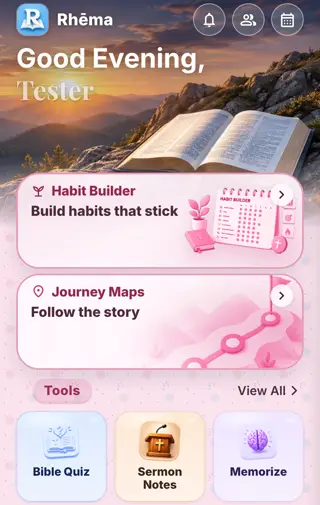 Rhēma
Good Evening,
Tester
Habit Builder
Build habits that stick
HABIT BUILDER
Journey Maps
Follow the story
Tools
View All
Bible Quiz
Sermon
Notes
Memorize